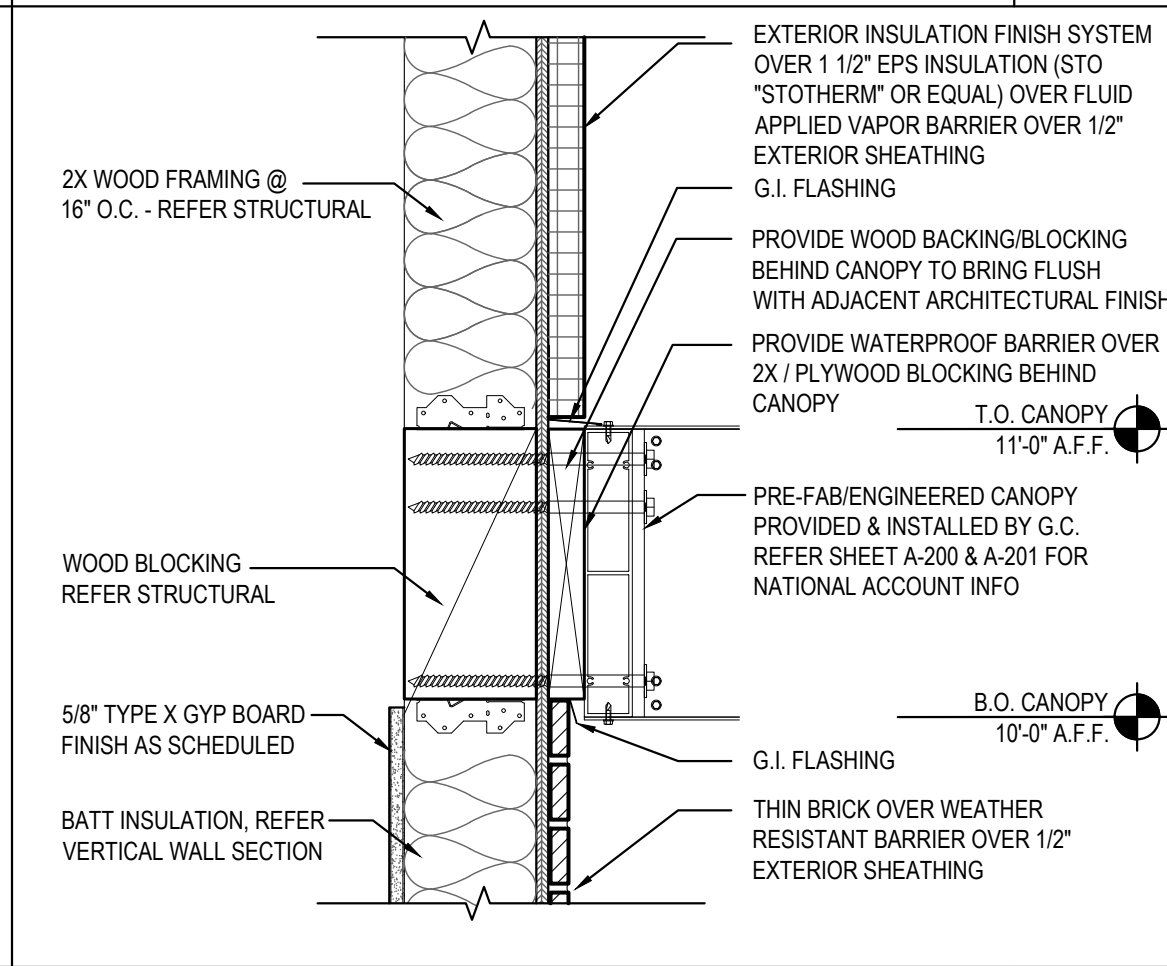 EXTERIOR INSULATION FINISH SYSTEM
OVER 1 1/2" EPS INSULATION (STO
"STOTHERM" OR EQUAL) OVER FLUID
APPLIED VAPOR BARRIER OVER 1/2"
EXTERIOR SHEATHING
G.I. FLASHING
PROVIDE WOOD BACKING/BLOCKING
BEHIND CANOPY TO BRING FLUSH
WITH ADJACENT ARCHITECTURAL FINISH
PROVIDE WATERPROOF BARRIER OVER
2X / PLYWOOD BLOCKING BEHIND
CANOPY
T.O. CANOPY
11'-0" A.F.F.
PRE-FAB/ENGINEERED CANOPY
PROVIDED & INSTALLED BY G.C.
REFER SHEET A-200 & A-201 FOR
NATIONAL ACCOUNT INFO
B.O. CANOPY
10'-0" A.F.F.
G.I. FLASHING
THIN BRICK OVER WEATHER
RESISTANT BARRIER OVER 1/2"
EXTERIOR SHEATHING
2X WOOD FRAMING @
16" O.C. - REFER STRUCTURAL
WOOD BLOCKING
REFER STRUCTURAL
5/8" TYPE X GYP BOARD
FINISH AS SCHEDULED
BATT INSULATION, REFER
VERTICAL WALL SECTION